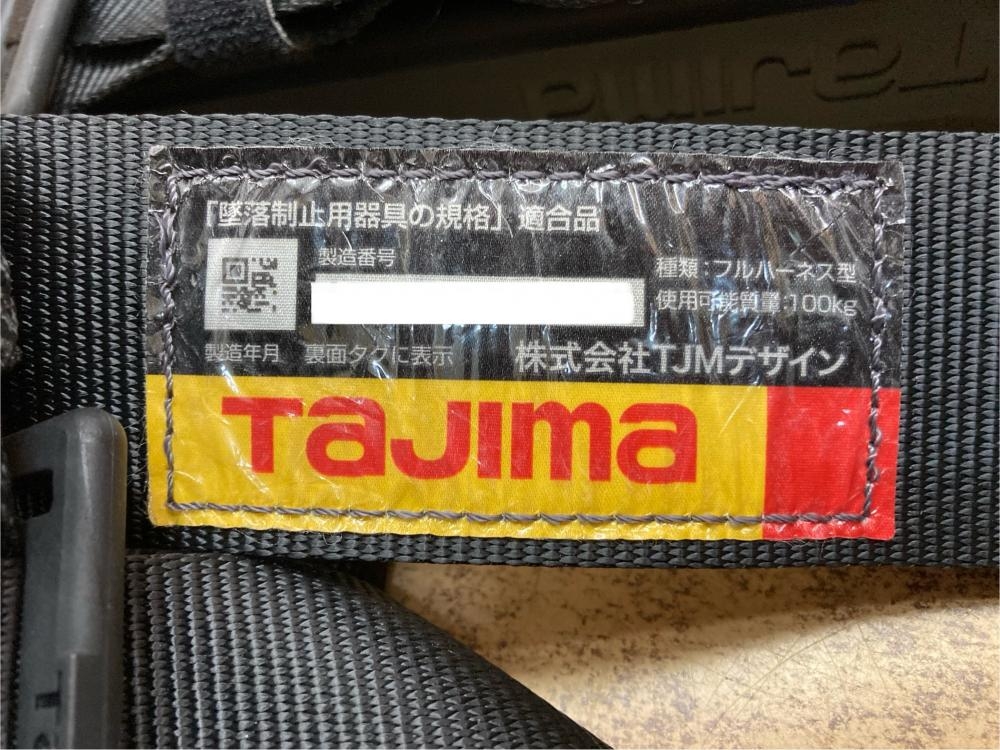 Tajima
「墜落制止用器具の規格」適合品
製造番号
種類：フルハーネス型
使用可能質量:100kg
製造年月 裏面タグに表示
株式会社TJMデザイン
TaJIma